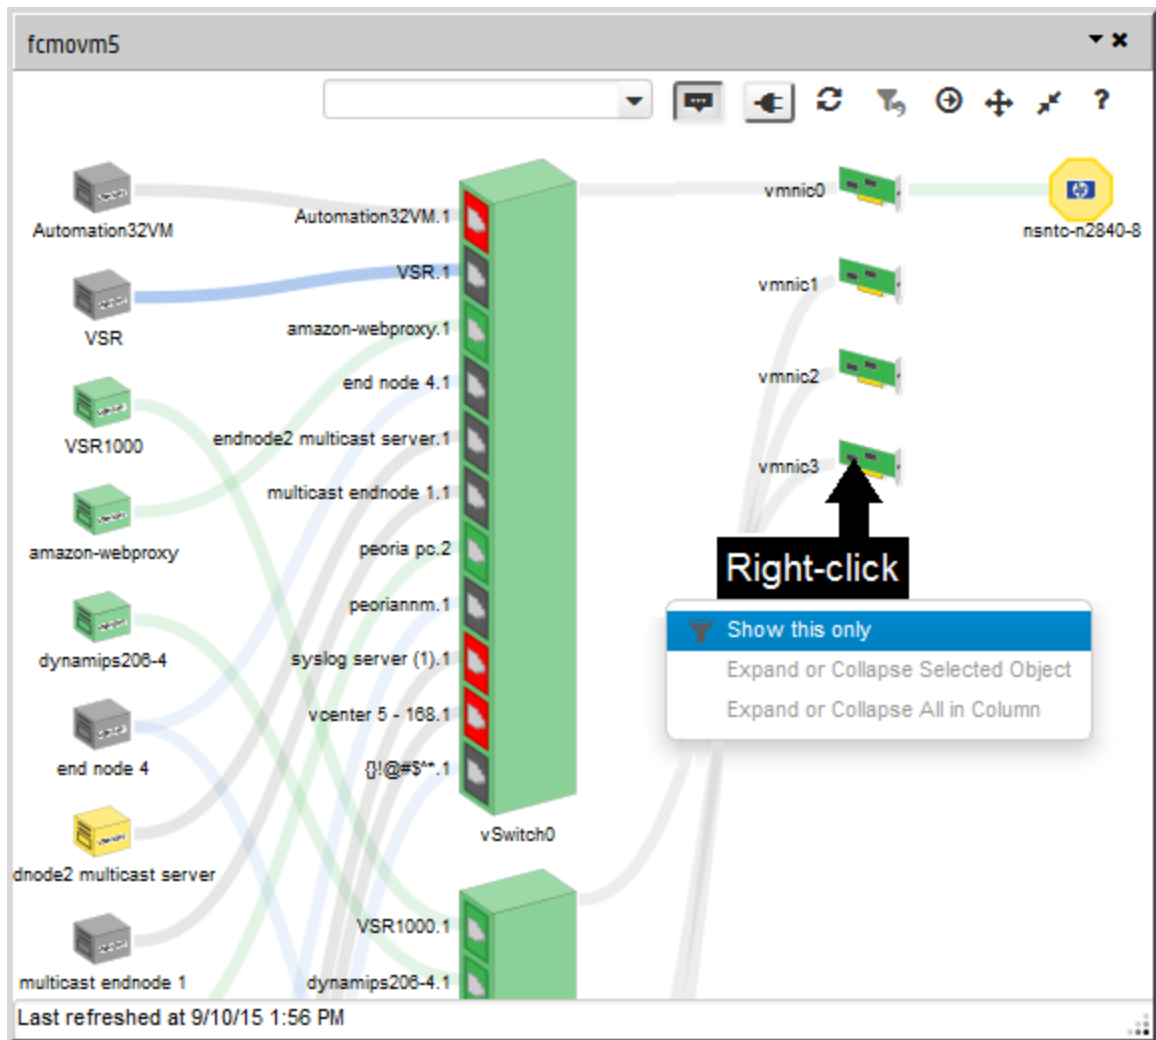 fcmovm5
?
Automation32VM
VSR
VSR1000
amazon-webproxy
dynamips206-4
end node 4
dnode2 multicast server
multicast endnode 1
Automation32VM.1
VSR.1
amazon-webproxy.1
end node 4.1
endnode2 multicast server.1
multicast endnode 1.1
peoria pc.2
peoriannm.1
syslog server (1).1
vcenter 5 - 168.1
{}!@#$^*.1
vSwitch0
VSR1000.1
dynamips206-4.1
vmnic0
vmnic1
vmnic2
vmnic3
hp
nsntc-n2840-8
Right-click
Show this only
Expand or Collapse Selected Object
Expand or Collapse All in Column
Last refreshed at 9/10/15 1:56 PM